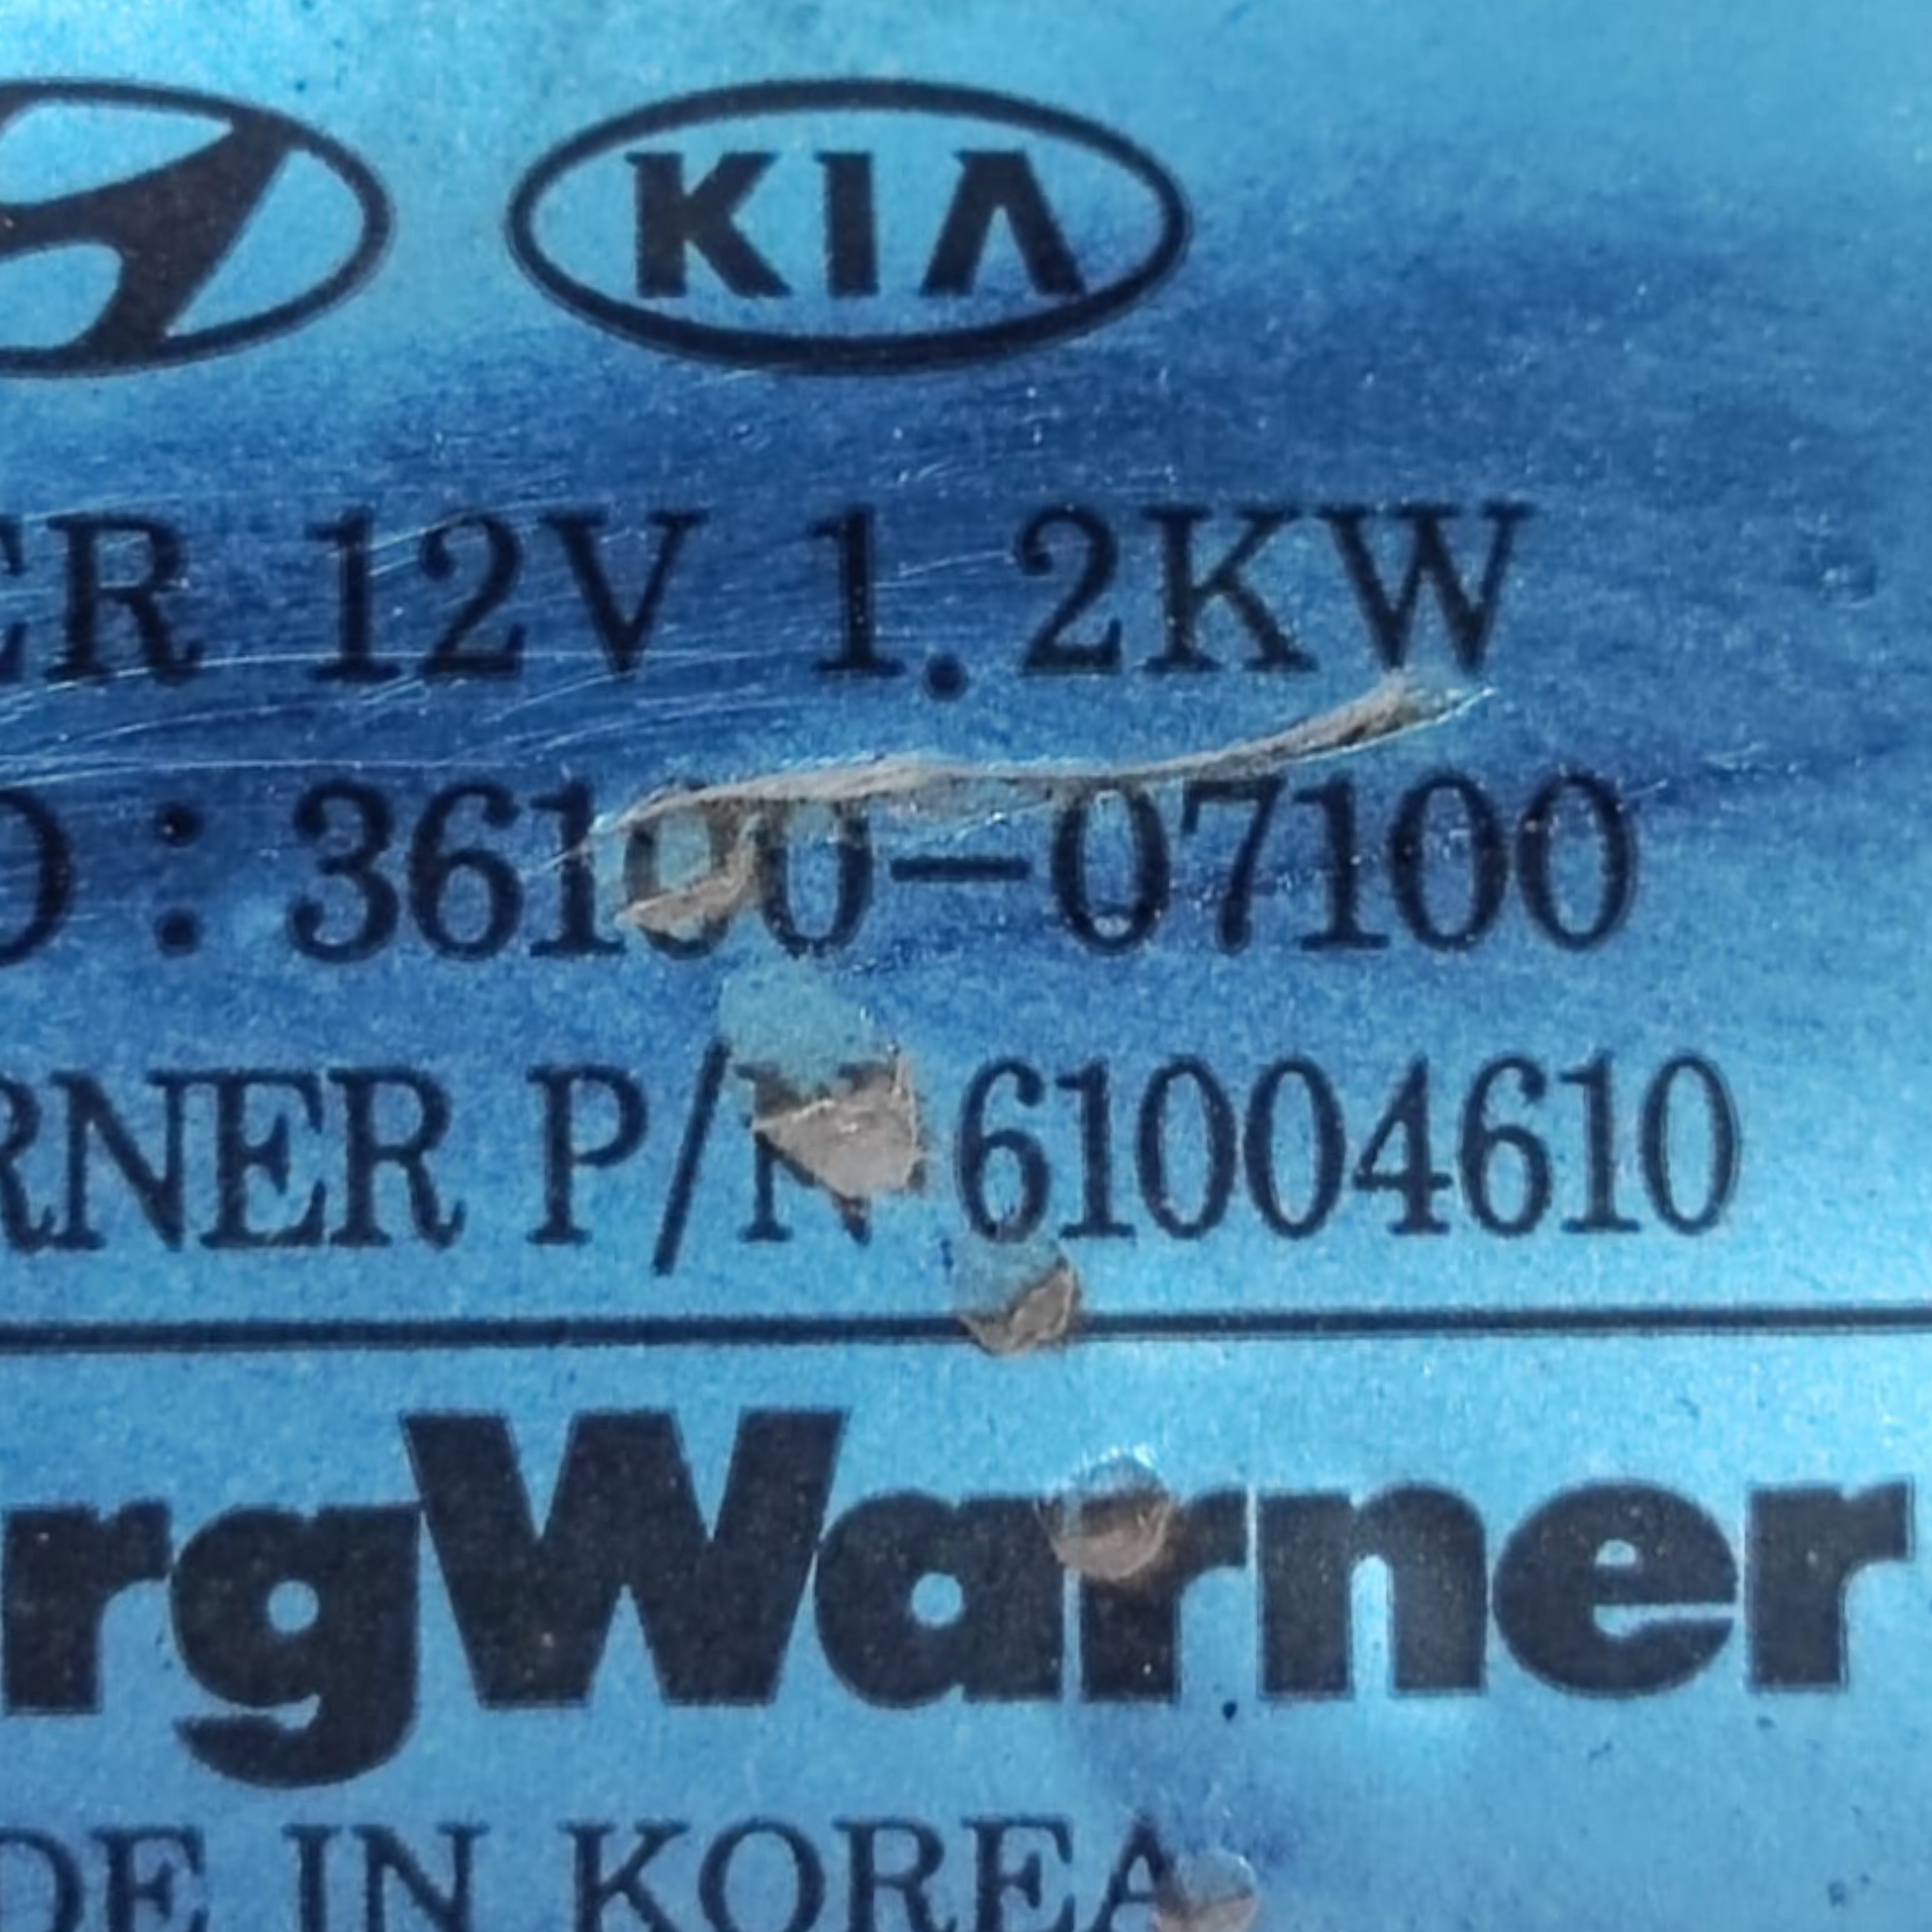 KIA
ER 12V 1.2KW
O : 36100-07100
RNER P/N 61004610
rgWarner
DE IN KOREA